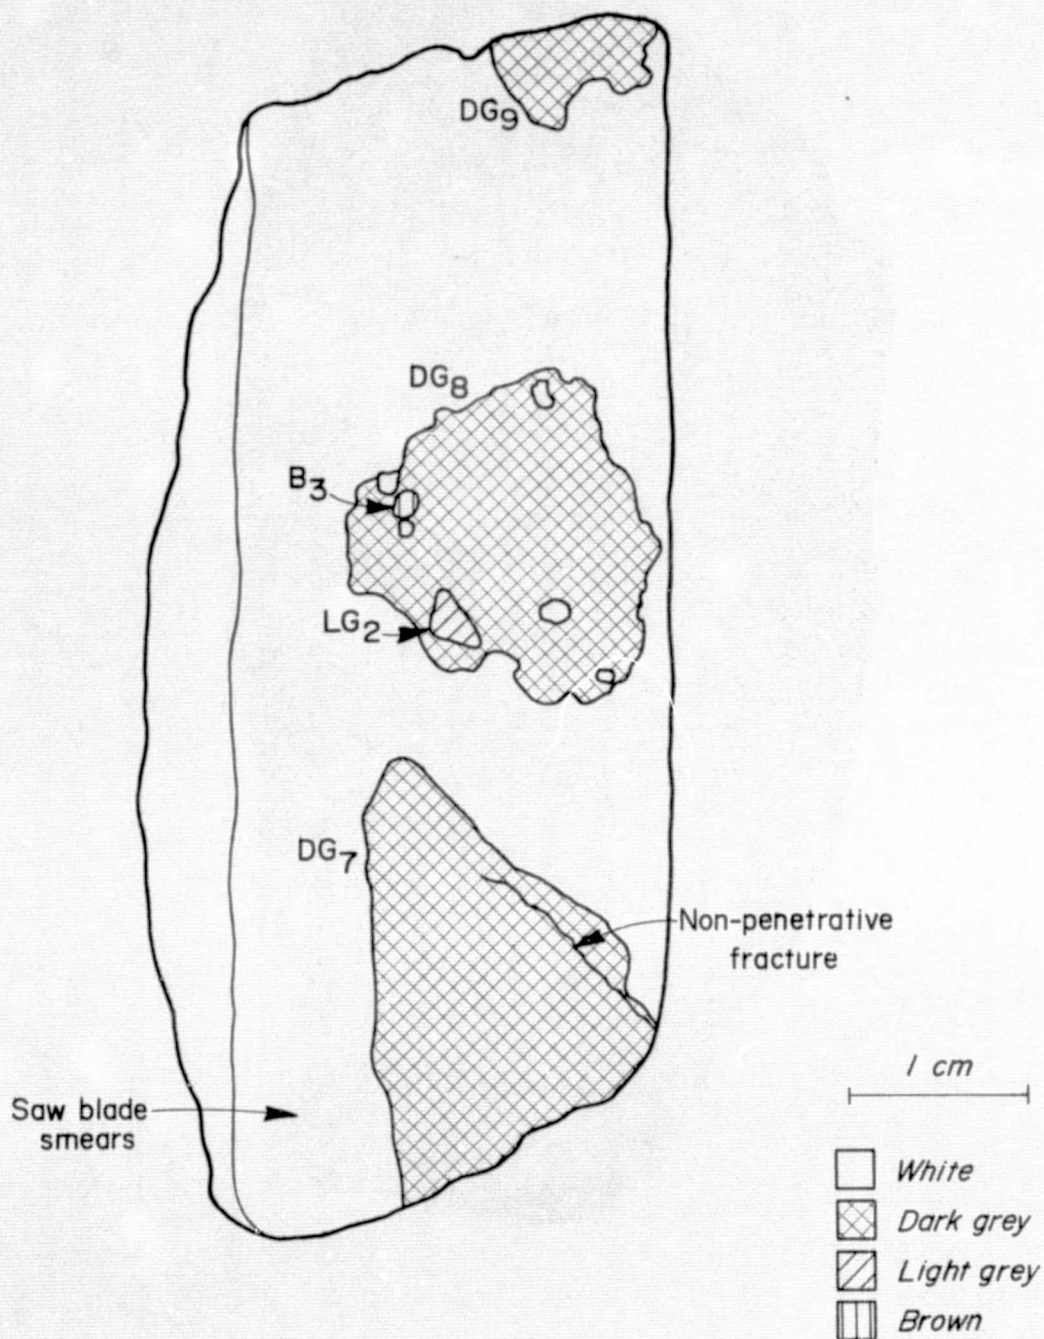 DG9
DG8
B3
LG2
DG7
Non-penetrative
fracture
1 cm
Saw blade
smears
White
Dark grey
Light grey
Brown